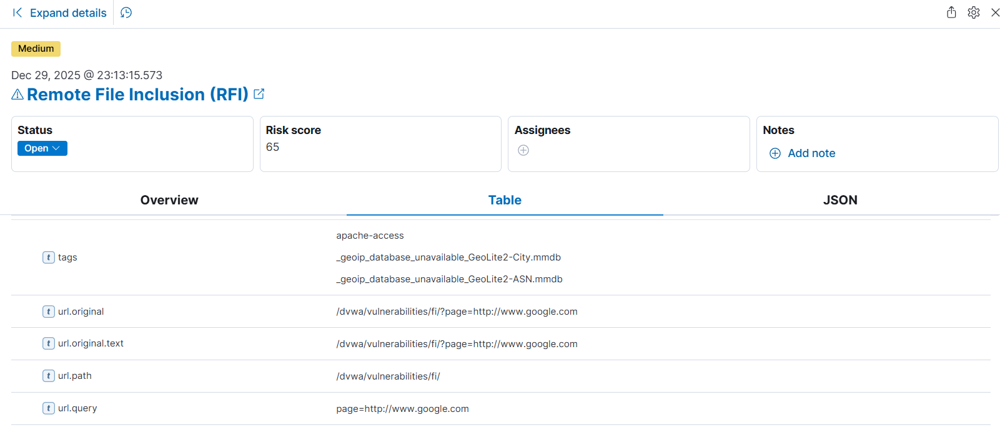 Expand details
Medium
Dec 29, 2025 @ 23:13:15.573
Remote File Inclusion (RFI)
Status
Open
Risk score
65
Assignees
Notes
Add note
Overview
Table
JSON
t tags
apache-access
_geoip_database_unavailable_GeoLite2-City.mmdb
_geoip_database_unavailable_GeoLite2-ASN.mmdb
t url.original /dvwa/vulnerabilities/fi/?page=http://www.google.com
t url.original.text /dvwa/vulnerabilities/fi/?page=http://www.google.com
t url.path /dvwa/vulnerabilities/fi/
t url.query page=http://www.google.com